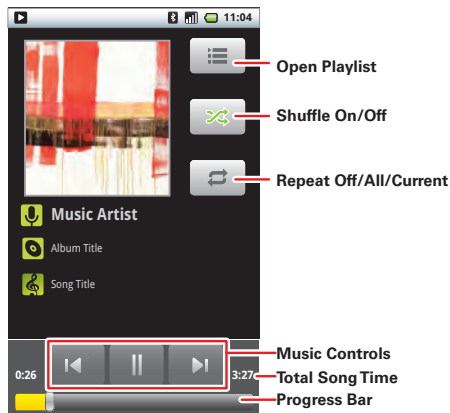 11:04
Open Playlist
Shuffle On/Off
Repeat Off/All/Current
Music Artist
Album Title
Song Title
Music Controls
0:26
3:27
Total Song Time
Progress Bar